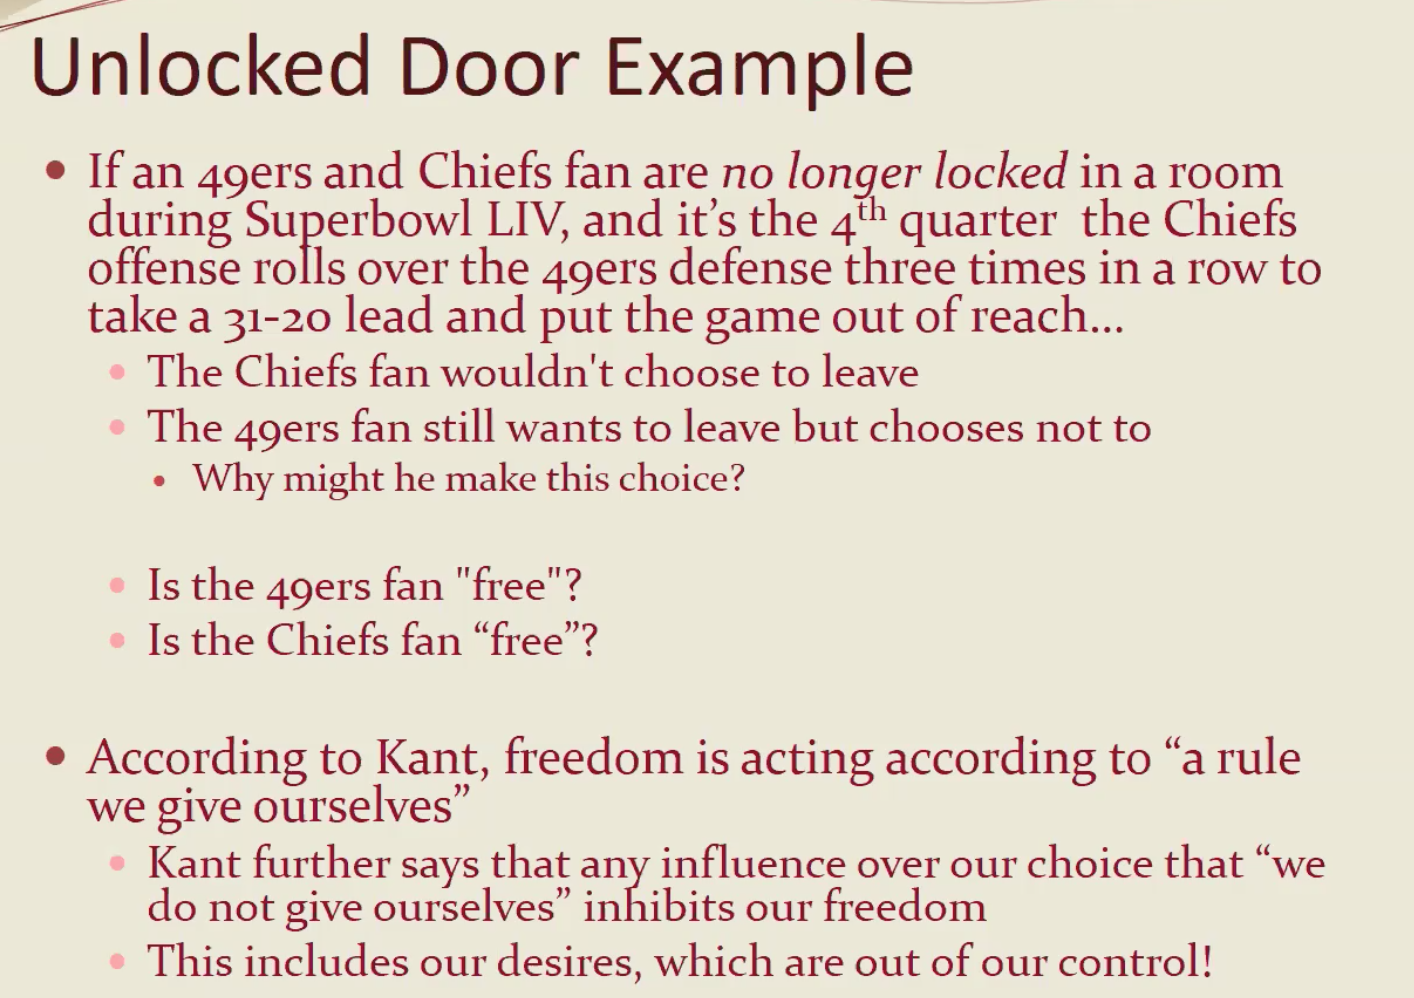 Unlocked Door Example
• If an 49ers and Chiefs fan are no longer locked in a room
during Superbowl LIV, and it’s the 4th quarter  the Chiefs
offense rolls over the 49ers defense three times in a row to
take a 31-20 lead and put the game out of reach…
• The Chiefs fan wouldn't choose to leave
• The 49ers fan still wants to leave but chooses not to
• Why might he make this choice?
• Is the 49ers fan "free"?
• Is the Chiefs fan “free”?
• According to Kant, freedom is acting according to “a rule
we give ourselves”
• Kant further says that any influence over our choice that “we
do not give ourselves” inhibits our freedom
• This includes our desires, which are out of our control!